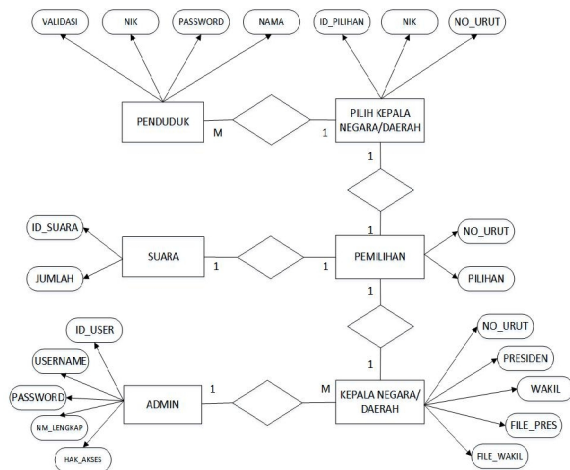 VALIDASI
NIK
PASSWORD
NAMA
ID_PILIHAN
NIK
NO_URUT
PENDUDUK
M
1
PILIH KEPALA
NEGARA/DAERAH
1
ID_SUARA
JUMLAH
SUARA
1
1
1
PEMILIHAN
1
NO_URUT
PILIHAN
ID_USER
USERNAME
PASSWORD
NM_LENGKAP
HAK_AKSES
ADMIN
1
M
1
KEPALA NEGARA/
DAERAH
NO_URUT
PRESIDEN
WAKIL
FILE_PRES
FILE_WAKIL